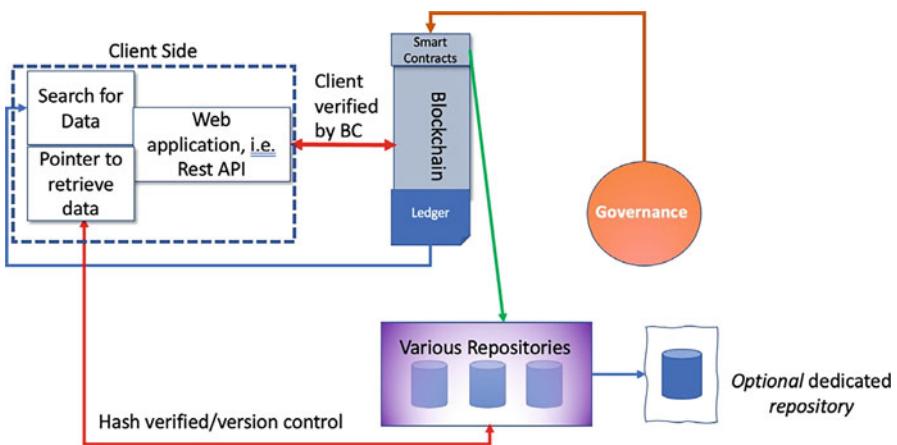 Client Side
Search for
Data
Pointer to
retrieve
data
Web
application, i.e.
Rest API
Client
verified
by BC
Smart
Contracts
Blockchain
Ledger
Governance
Various Repositories
Optional dedicated
repository
Hash verified/version control